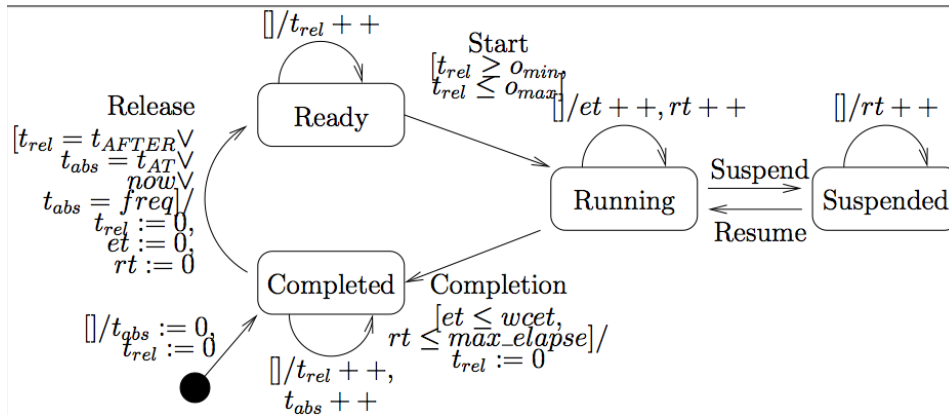 []/t_rel + +
Start
[t_rel ≥ o_min,
t_rel ≤ o_max]
Ready
Release
[t_rel = t_AFTER∨
t_abs = t_AT∨
now∨
t_abs = freq]/
t_rel := 0,
et := 0,
rt := 0
[]/et + +, rt + +
[]/rt + +
Running
Suspend
Resume
Suspended
Completed
Completion
[et ≤ wcet,
rt ≤ max_elapse]/
t_rel := 0
[]/t_abs := 0,
t_rel := 0
[]/t_rel + +,
t_abs + +